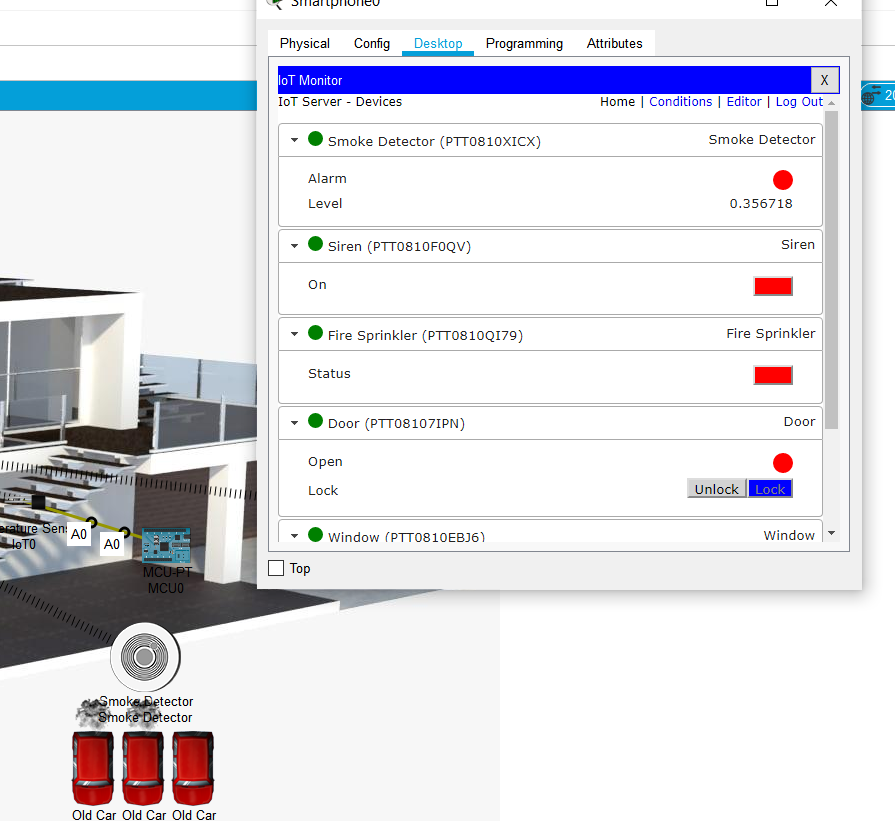 Smartphone0
Physical Config Desktop Programming Attributes
IoT Monitor X
IoT Server - Devices Home | Conditions | Editor | Log Out
20
Smoke Detector (PTT0810XICX) Smoke Detector
Alarm
Level 0.356718
Siren (PTT0810F0QV) Siren
On
Fire Sprinkler (PTT0810QI79) Fire Sprinkler
Status
Door (PTT08107IPN) Door
Open
Lock Unlock Lock
Window (PTT0810EBJ6) Window
Top
erature Sens
IoT0
A0
A0
MCU-PT
MCU0
Smoke Detector
Smoke Detector
Old Car Old Car Old Car